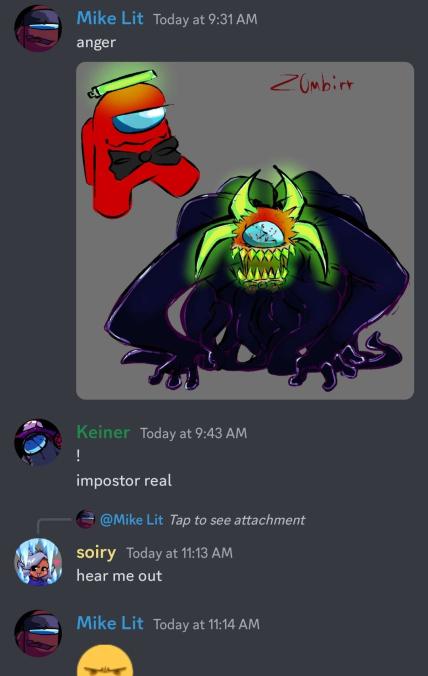 Mike Lit Today at 9:31 AM
anger
ZUmbirr
Keiner Today at 9:43 AM
!
impostor real
@Mike Lit Tap to see attachment
soiry Today at 11:13 AM
hear me out
Mike Lit Today at 11:14 AM